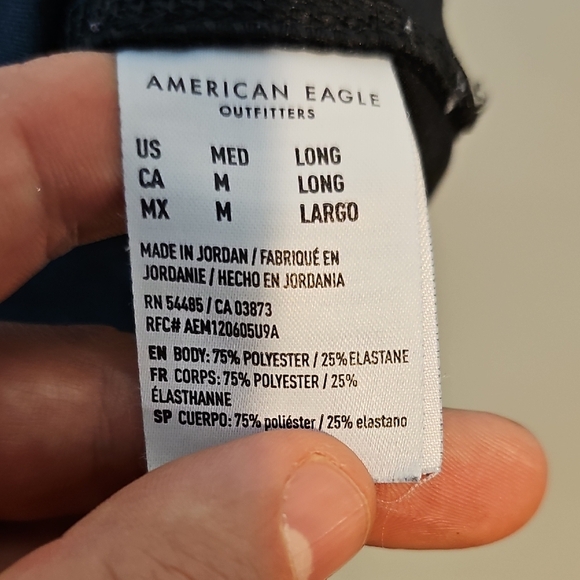 AMERICAN EAGLE
OUTFITTERS
US MED LONG
CA M LONG
MX M LARGO
MADE IN JORDAN / FABRIQUÉ EN
JORDANIE / HECHO EN JORDANIA
RN 54485 / CA 03873
RFC# AEM120605U9A
EN BODY: 75% POLYESTER / 25% ELASTANE
FR CORPS: 75% POLYESTER / 25%
ÉLASTHANNE
SP CUERPO: 75% poliéster / 25% elastano